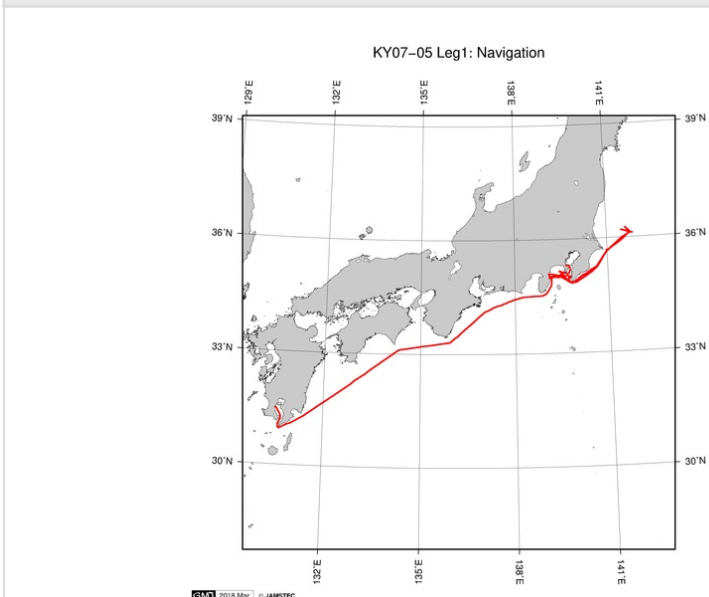 KY07-05 Leg1: Navigation
129°E 132°E 135°E 138°E 141°E
39°N 39°N
36°N 36°N
33°N 33°N
30°N 30°N
132°E 135°E 138°E 141°E
GMD 2018 Mar © JAMSTEC